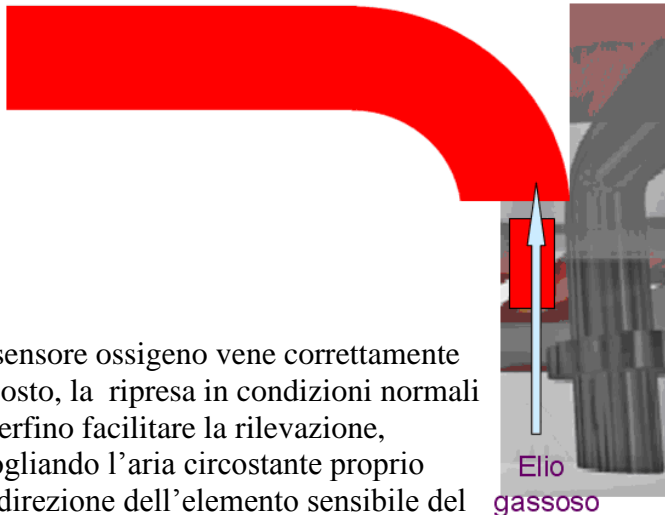 sensore ossigeno vene correttamente
osto, la ripresa in condizioni normali
erfino facilitare la rilevazione,
ogliando l’aria circostante proprio
direzione dell’elemento sensibile del
Elio
gassoso